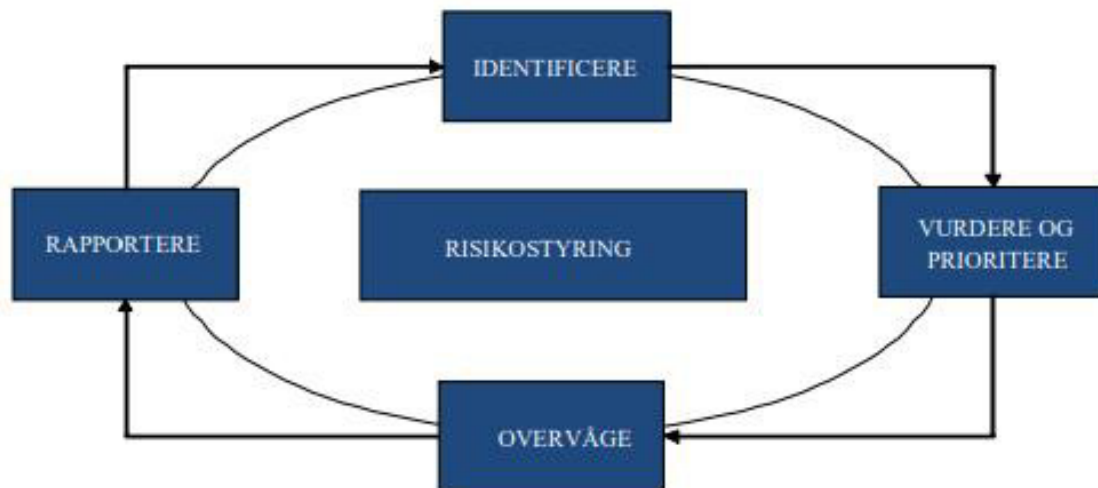 IDENTIFICERE
RAPPORTERE
RISIKOSTYRING
VURDERE OG
PRIORITERE
OVERVÅGE